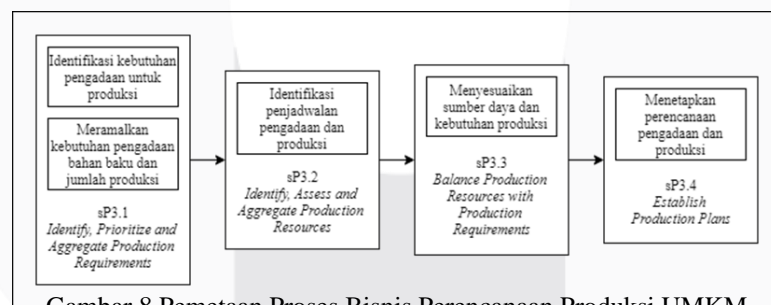 Identifikasi kebutuhan
pengadaan untuk
produksi
Meramalkan
kebutuhan pengadaan
bahan baku dan
jumlah produksi
sP3.1
Identify, Prioritize and
Aggregate Production
Requirements
Identifikasi
penjadwalan
pengadaan dan
produksi
sP3.2
Identify, Assess and
Aggregate Production
Resources
Menyesuaikan
sumber daya dan
kebutuhan produksi
sP3.3
Balance Production
Resources with
Production
Requirements
Menetapkan
perencanaan
pengadaan dan
produksi
sP3.4
Establish
Production Plans
Gambar 8 Pemetaan Proses Bisnis Perencanaan Produksi UMKM